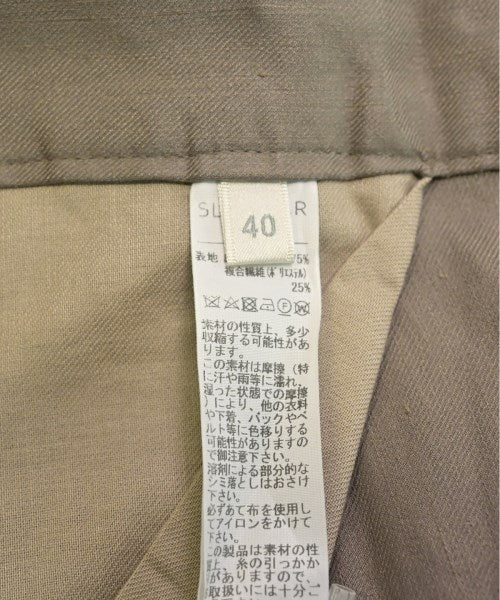 SL R
40
表地 75%
複合繊維(ポリエステル)
25%
素材の性質上、多少
収縮する可能性があ
ります。
この素材は摩擦(特
に汗や雨等に濡れ、
湿った状態での摩擦
)により、他の衣料
や下着、バックやベ
ルト等に色移りする
可能性がありますの
で御注意下さい。
溶剤による部分的な
シミ落としはおさけ
下さい。
必ずあて布を使用し
てアイロンをかけて
下さい。
この製品は素材の性
質上、糸の引っかか
がありますので、
お取扱いには十分ご